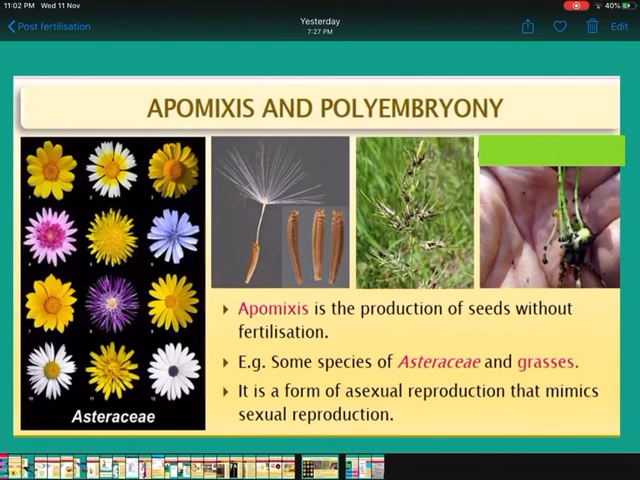 11:02 PM Wed 11 Nov
40%
Post fertilisation
Yesterday
7:27 PM
Edit
APOMIXIS AND POLYEMBRYONY
Asteraceae
Apomixis is the production of seeds without
fertilisation.
E.g. Some species of Asteraceae and grasses.
It is a form of asexual reproduction that mimics
sexual reproduction.